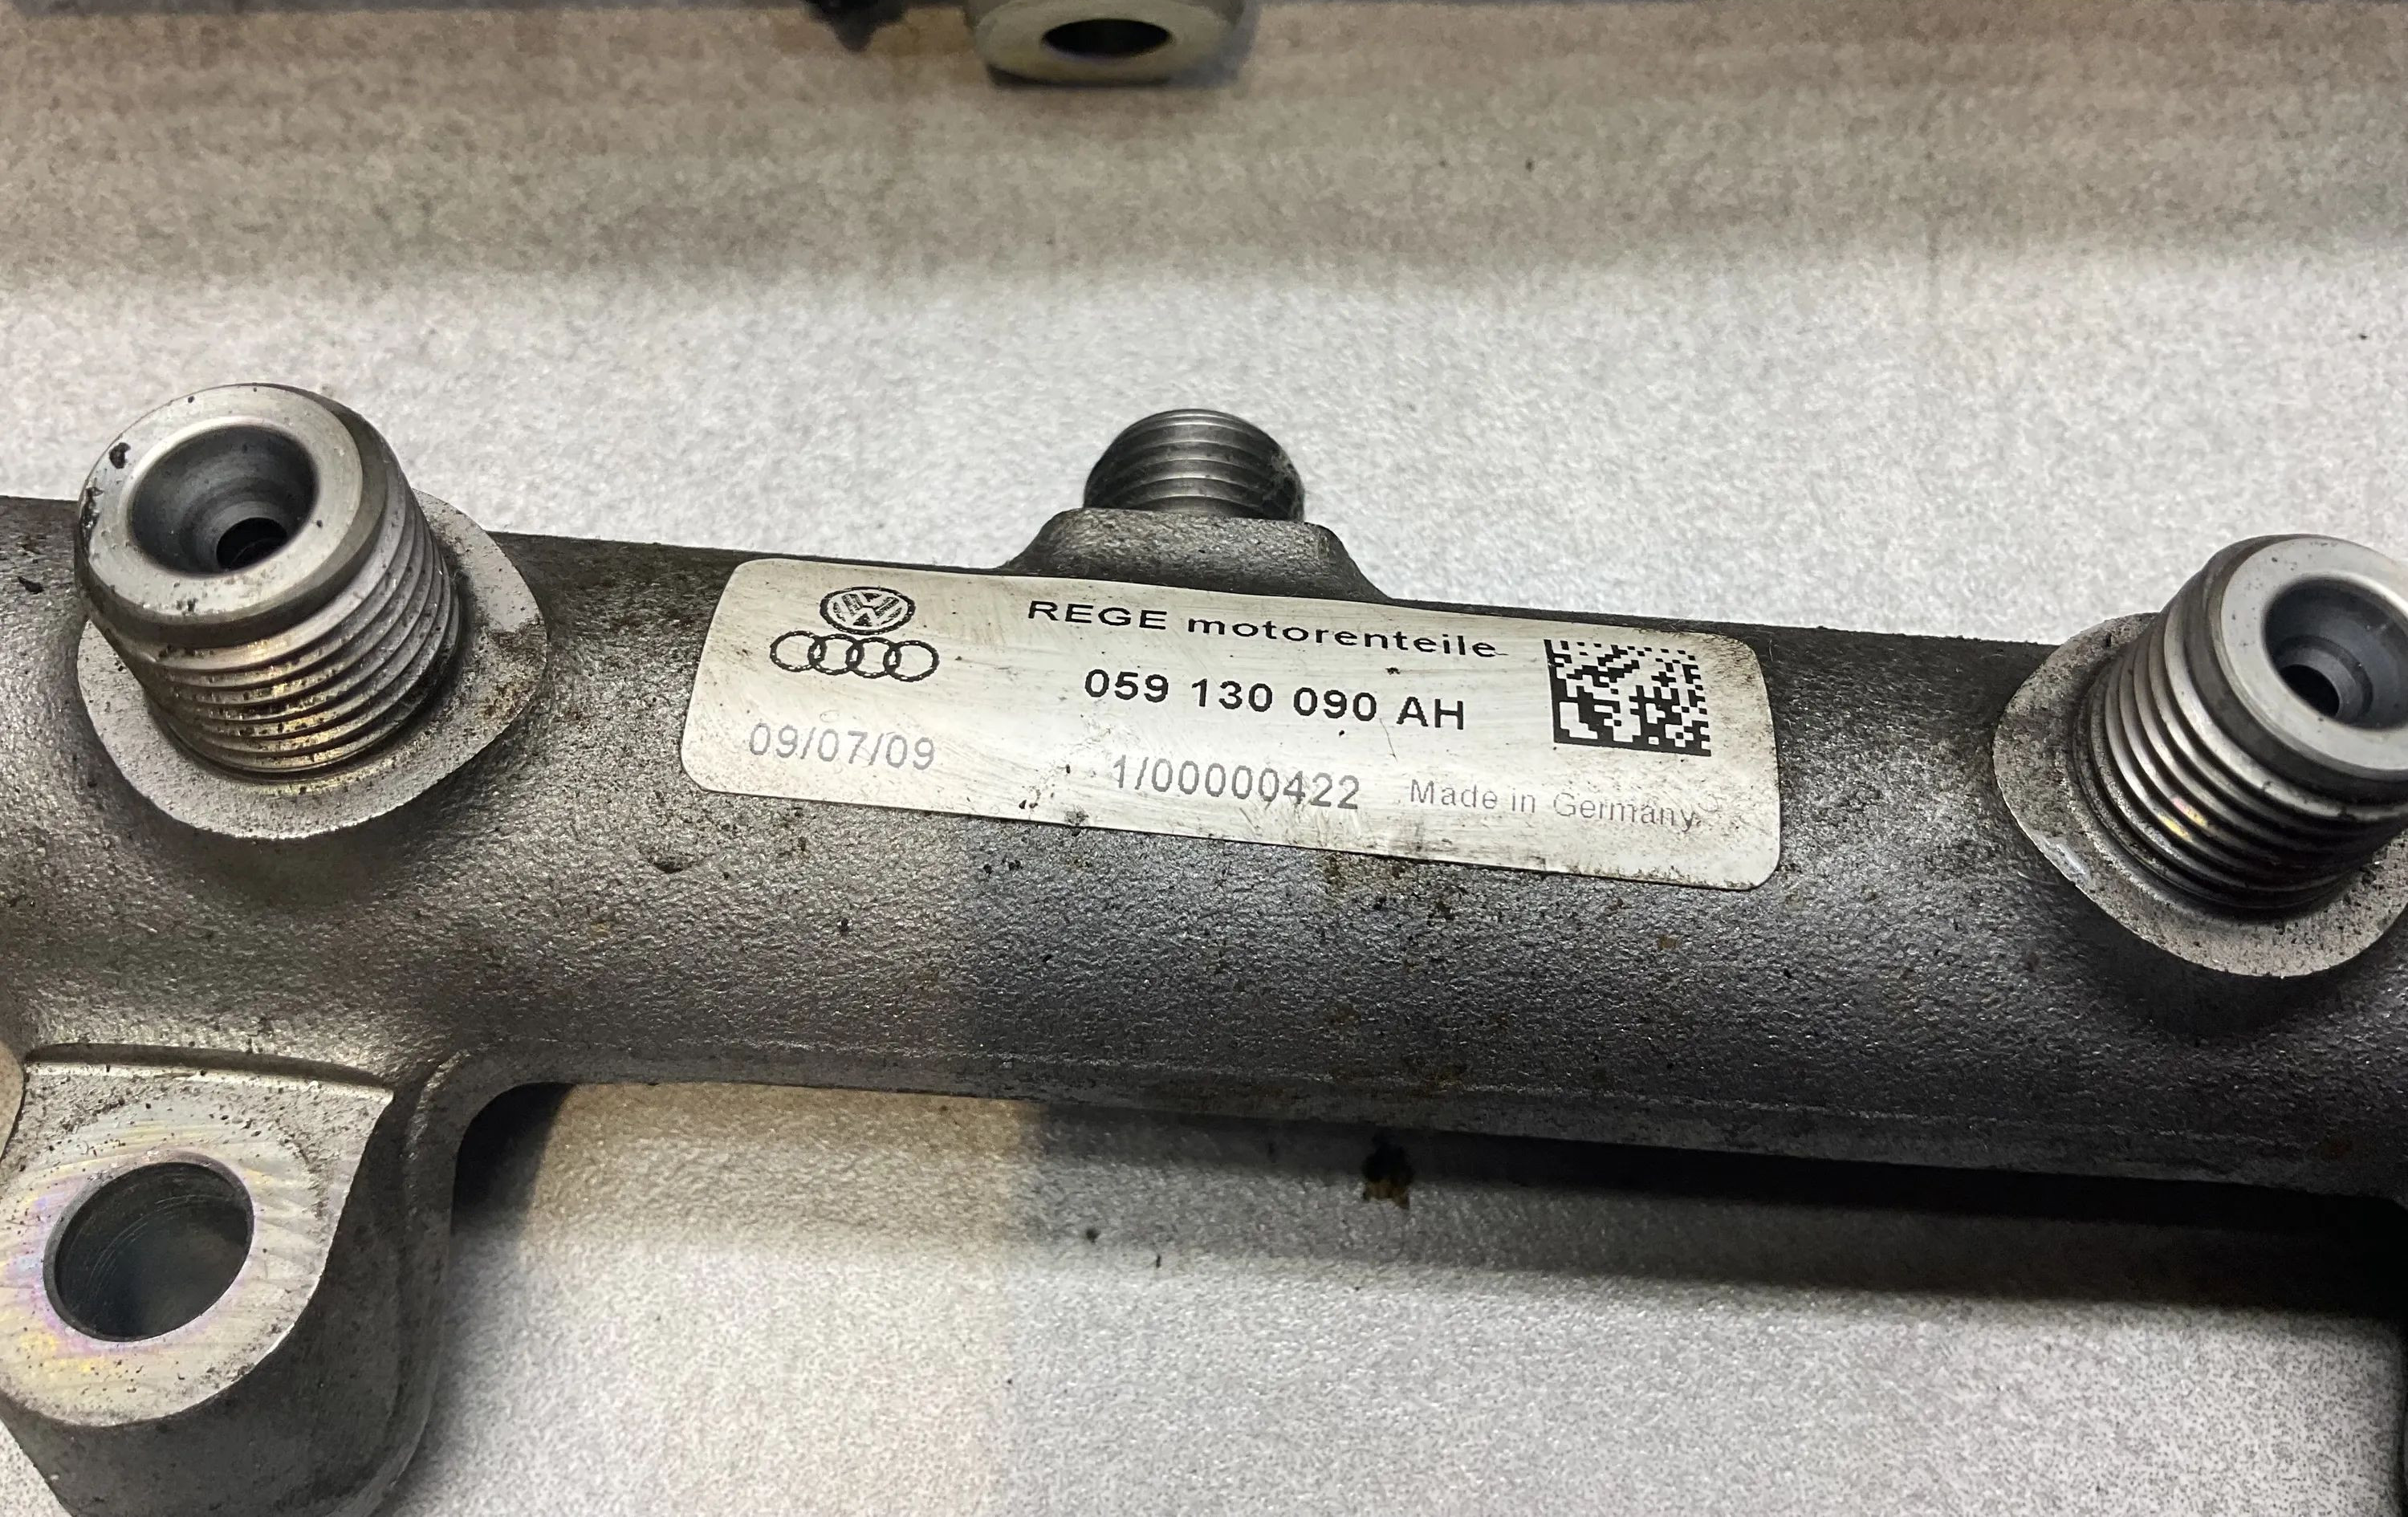 REGE motorenteile
059 130 090 AH
09/07/09 1/00000422 Made in Germany